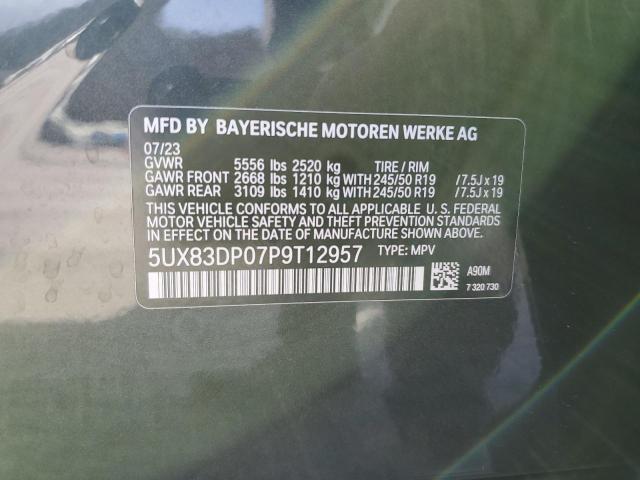 MFD BY BAYERISCHE MOTOREN WERKE AG
07/23
GVWR 5556 lbs 2520 kg TIRE / RIM
GAWR FRONT 2668 lbs 1210 kg WITH 245/50 R19 /7.5J x 19
GAWR REAR 3109 lbs 1410 kg WITH 245/50 R19 /7.5J x 19
THIS VEHICLE CONFORMS TO ALL APPLICABLE U. S. FEDERAL
MOTOR VEHICLE SAFETY AND THEFT PREVENTION STANDARDS
IN EFFECT ON THE DATE OF MANUFACTURE SHOWN ABOVE.
5UX83DP07P9T12957 TYPE: MPV
A90M
7 320 730